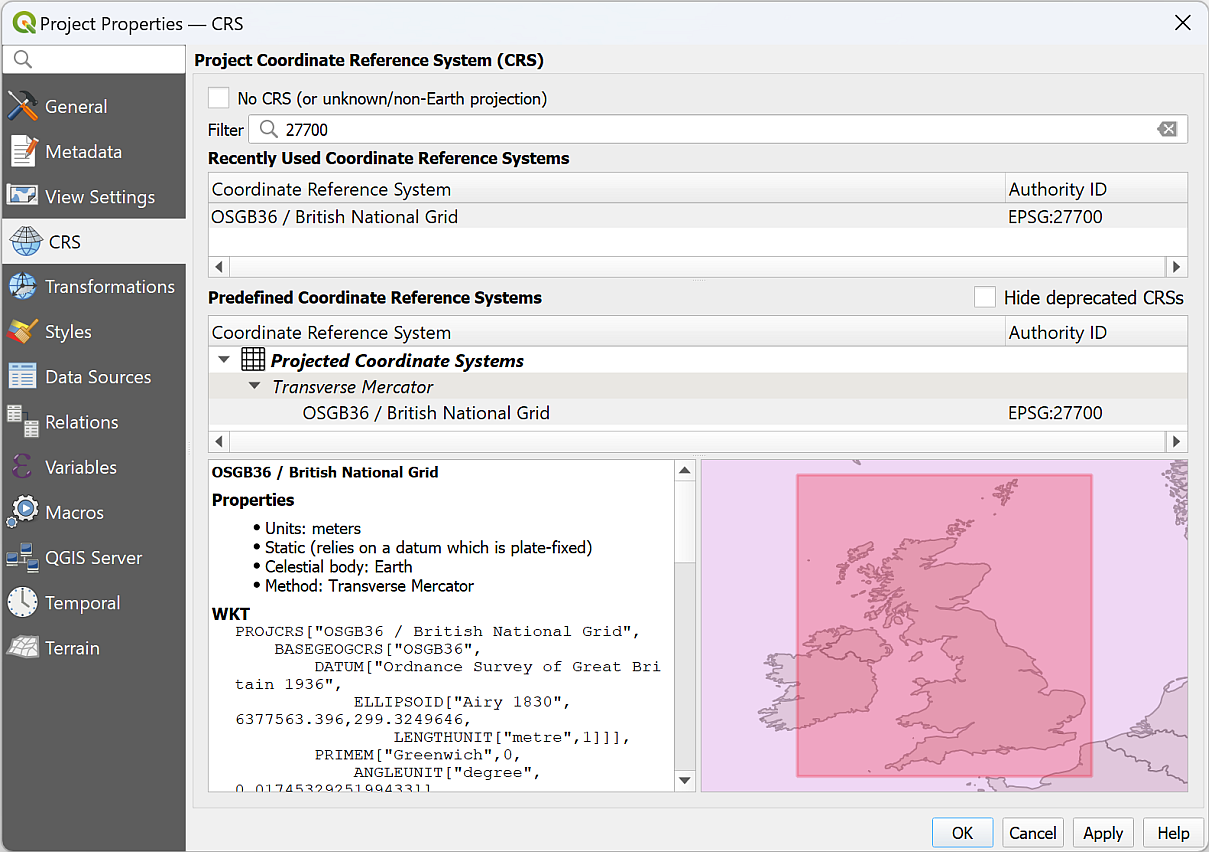 Project Properties — CRS
Project Coordinate Reference System (CRS)
General
Metadata
View Settings
CRS
Transformations
Styles
Data Sources
Relations
Variables
Macros
QGIS Server
Temporal
Terrain
No CRS (or unknown/non-Earth projection)
Filter 27700
Recently Used Coordinate Reference Systems
Coordinate Reference System Authority ID
OSGB36 / British National Grid EPSG:27700
Predefined Coordinate Reference Systems Hide deprecated CRSs
Coordinate Reference System Authority ID
Projected Coordinate Systems
Transverse Mercator
OSGB36 / British National Grid EPSG:27700
OSGB36 / British National Grid
Properties
• Units: meters
• Static (relies on a datum which is plate-fixed)
• Celestial body: Earth
• Method: Transverse Mercator
WKT
PROJCRS["OSGB36 / British National Grid",
BASEGEOGCRS["OSGB36",
DATUM["Ordnance Survey of Great Bri
tain 1936",
ELLIPSOID["Airy 1830",
6377563.396,299.3249646,
LENGTHUNIT["metre",1]]],
PRIMEM["Greenwich",0,
ANGLEUNIT["degree",
0.0174532925199433]]
OK Cancel Apply Help